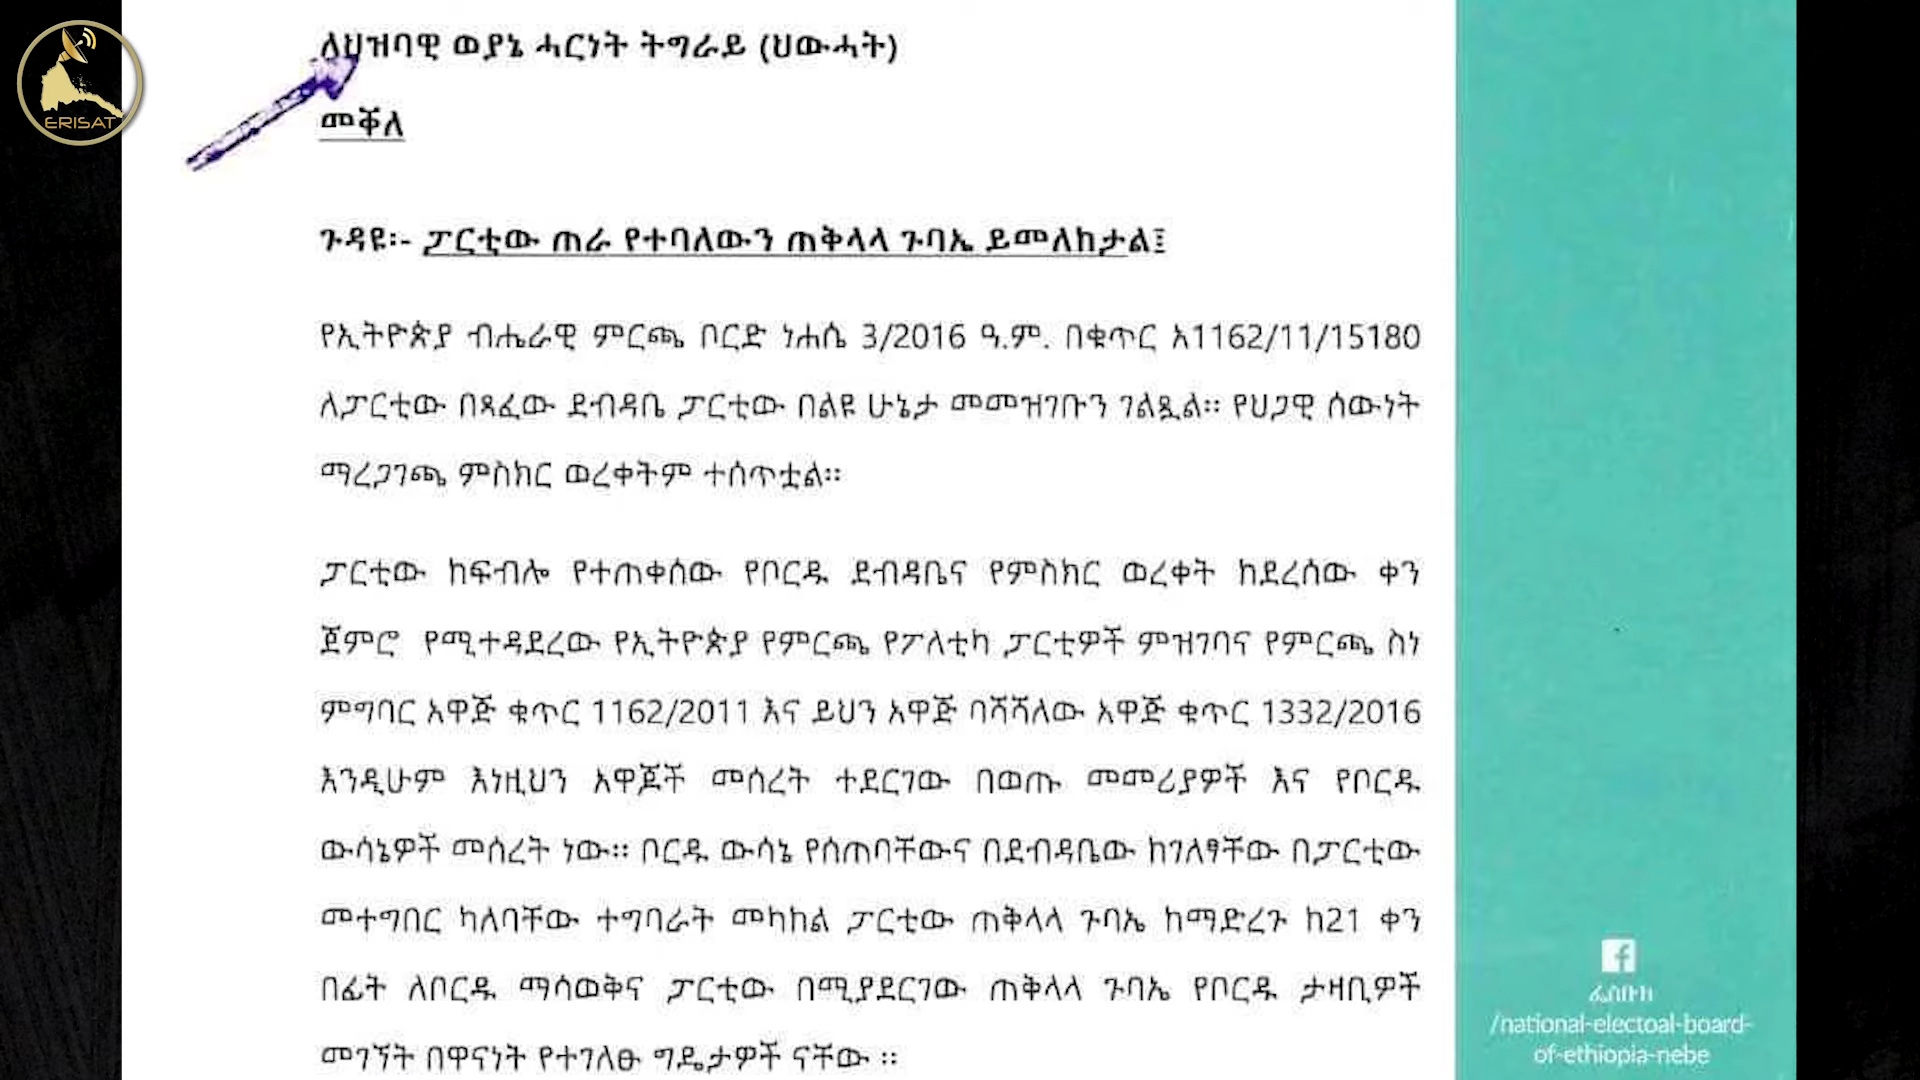 ERISAT
ለህዝባዊ ወያኔ ሓርነት ትግራይ (ህውሓት)
መቐለ
ጉዳዩ፡- ፓርቲው ጠራ የተባለውን ጠቅላላ ጉባኤ ይመለከታል፤
የኢትዮጵያ ብሔራዊ ምርጫ ቦርድ ነሐሴ 3/2016 ዓ.ም. በቁጥር አ1162/11/15180
ለፓርቲው በጻፈው ደብዳቤ ፓርቲው በልዩ ሁኔታ መመዝገቡን ገልጿል። የህጋዊ ሰውነት
ማረጋገጫ ምስክር ወረቀትም ተሰጥቷል።
ፓርቲው ከፍብሎ የተጠቀሰው የቦርዱ ደብዳቤና የምስክር ወረቀት ከደረሰው ቀን
ጀምሮ የሚተዳደረው የኢትዮጵያ የምርጫ የፖለቲካ ፓርቲዎች ምዝገባና የምርጫ ስነ
ምግባር አዋጅ ቁጥር 1162/2011 እና ይህን አዋጅ ባሻሻለው አዋጅ ቁጥር 1332/2016
እንዲሁም እነዚህን አዋጆች መሰረት ተደርገው በወጡ መመሪያዎች እና የቦርዱ
ውሳኔዎች መሰረት ነው። ቦርዱ ውሳኔ የሰጠባቸውና በደብዳቤው ከገለፃቸው በፓርቲው
መተግበር ካለባቸው ተግባራት መካከል ፓርቲው ጠቅላላ ጉባኤ ከማድረጉ ከ21 ቀን
በፊት ለቦርዱ ማሳወቅና ፓርቲው በሚያደርገው ጠቅላላ ጉባኤ የቦርዱ ታዛቢዎች
መገኘት በዋናነት የተገለፁ ግዴታዎች ናቸው ።
ፌስቡክ
/national-electoal-board-
of-ethiopia-nebe